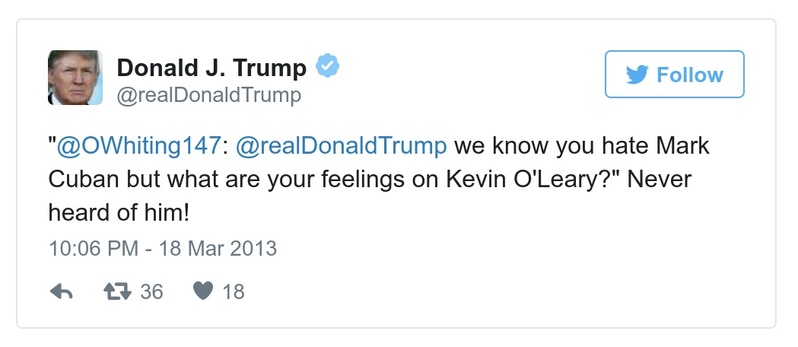 Donald J. Trump
@realDonaldTrump
Follow
"@OWhiting147: @realDonaldTrump we know you hate Mark
Cuban but what are your feelings on Kevin O'Leary?" Never
heard of him!
10:06 PM - 18 Mar 2013
36 18